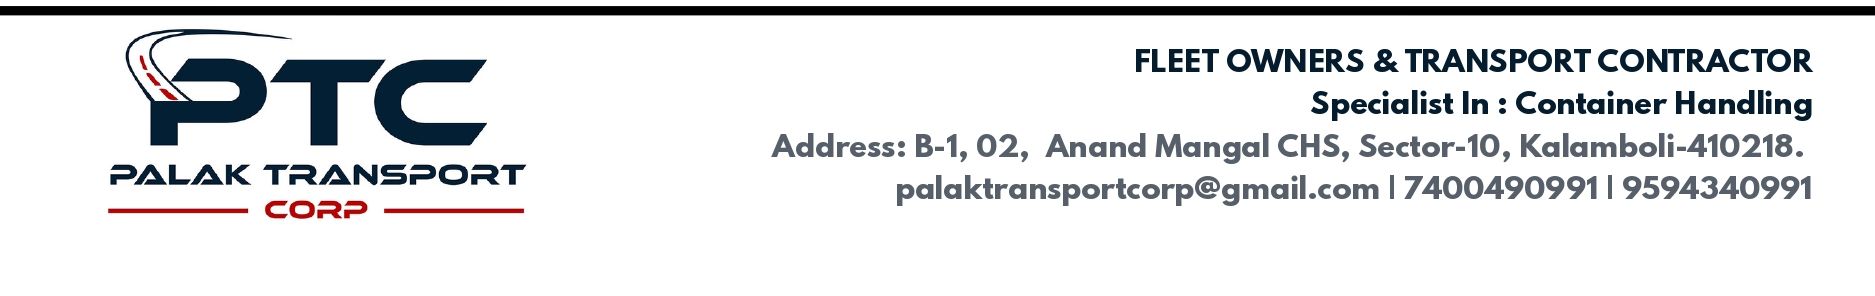 PTC
PALAK TRANSPORT
CORP
FLEET OWNERS & TRANSPORT CONTRACTOR
Specialist In : Container Handling
Address: B-1, 02, Anand Mangal CHS, Sector-10, Kalamboli-410218.
palaktransportcorp@gmail.com | 7400490991 | 9594340991